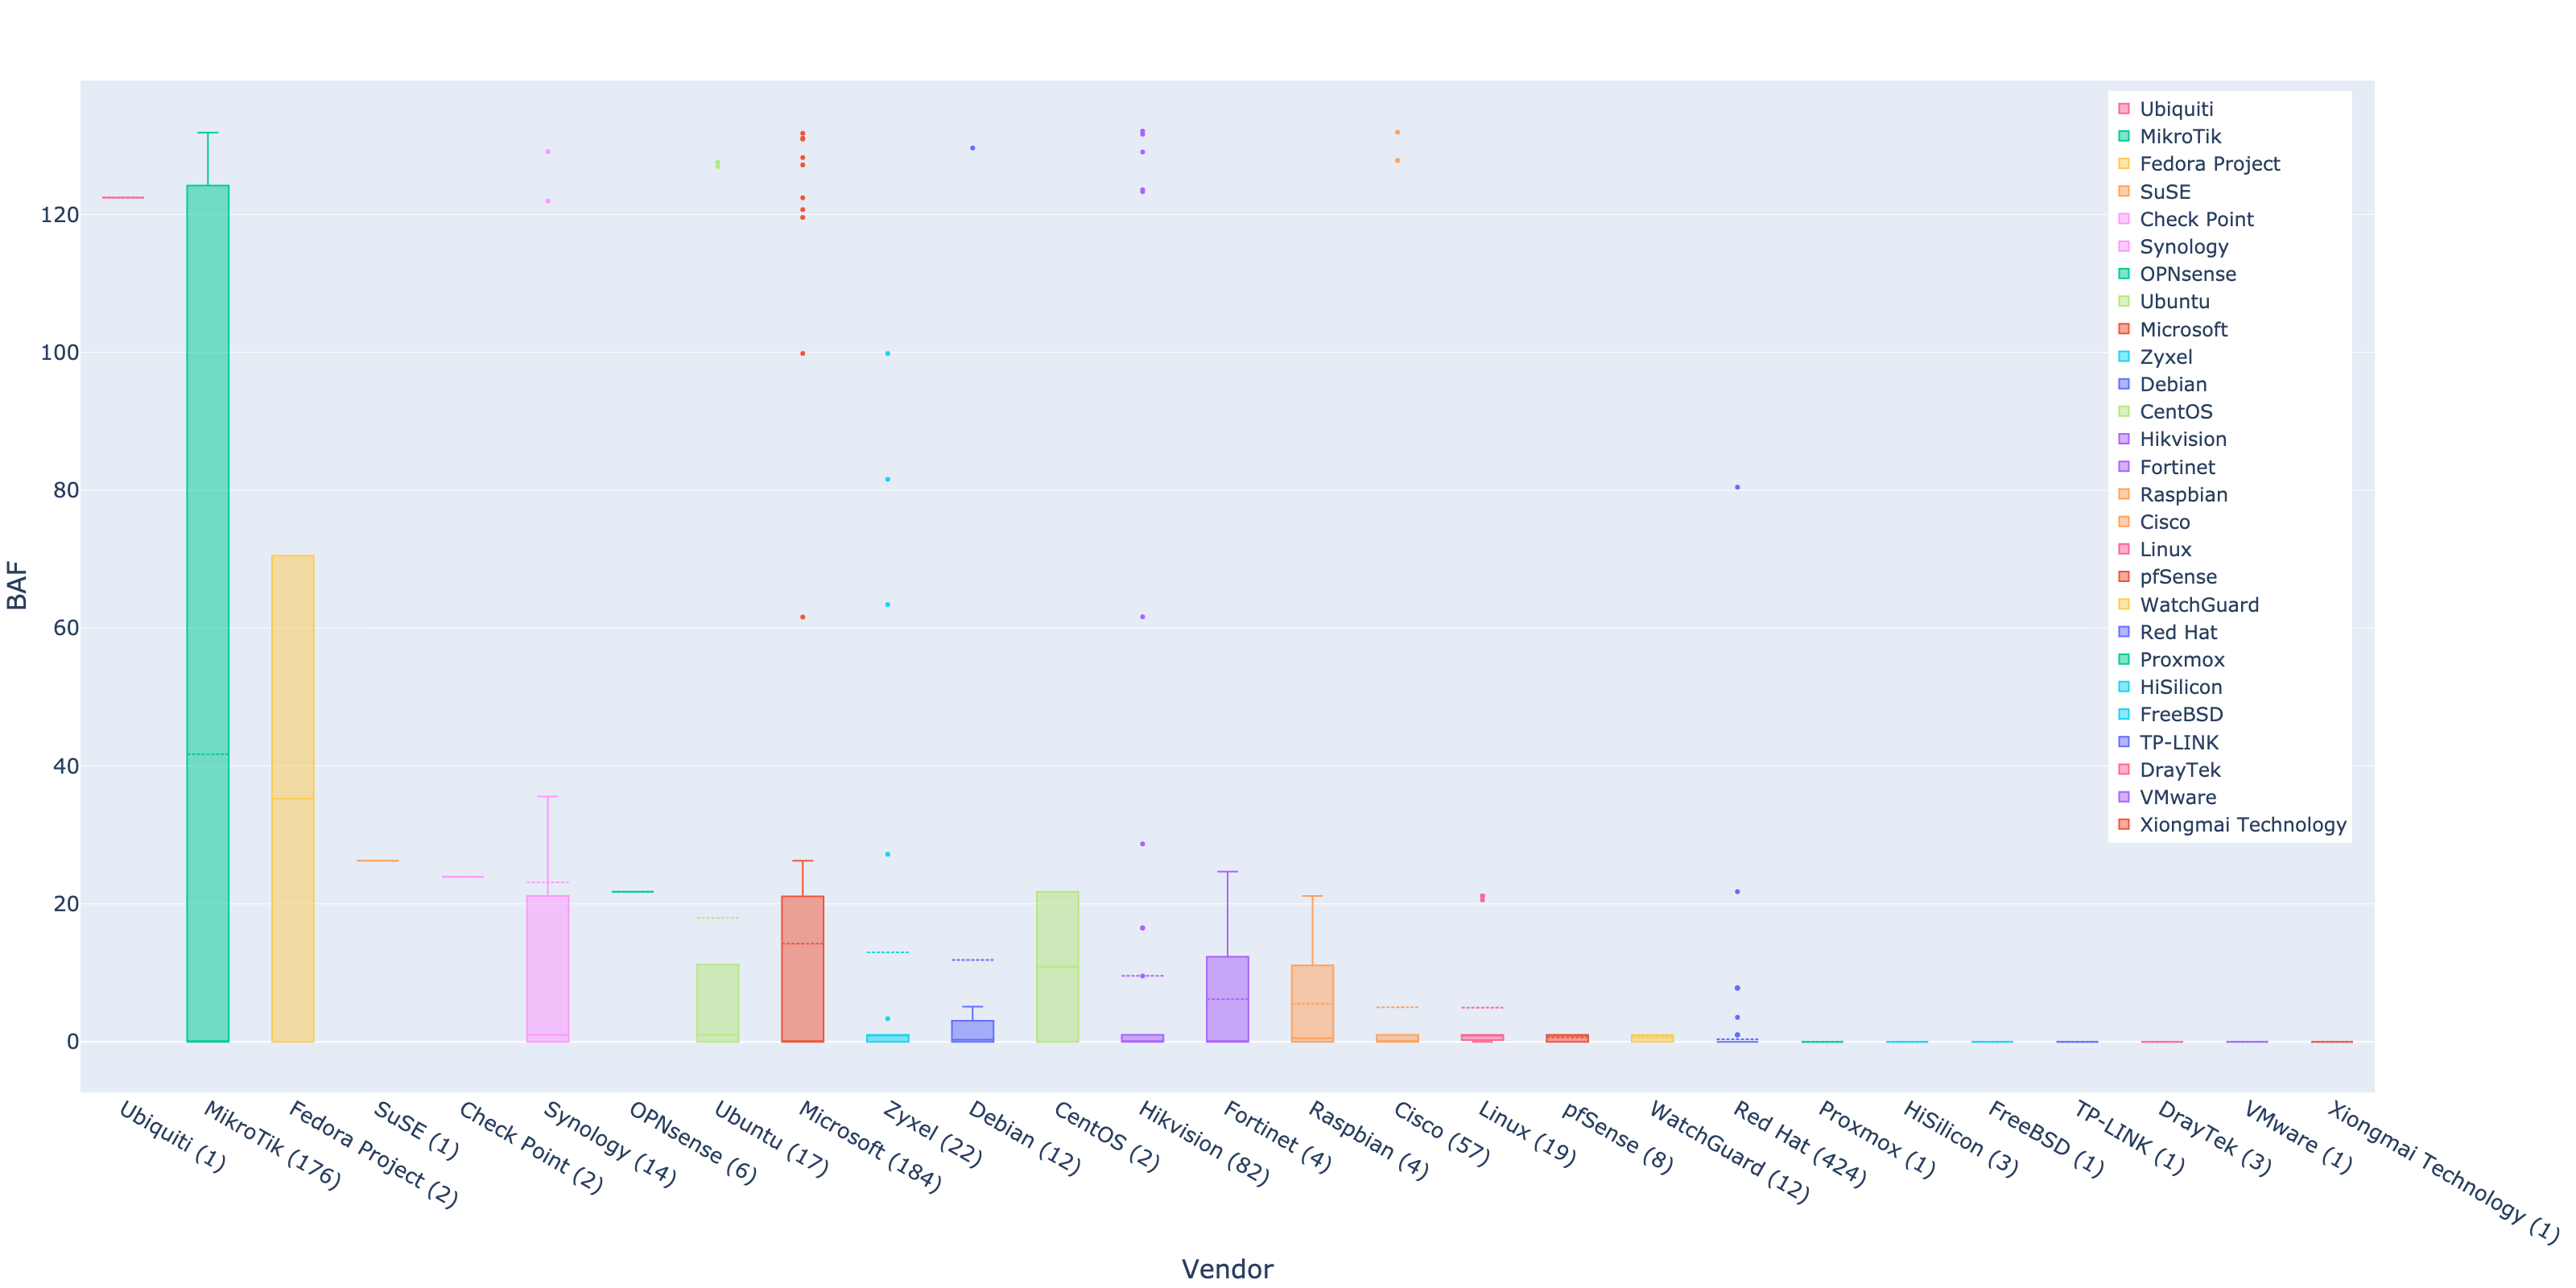 BAF
120
100
80
60
40
20
0
Ubiquiti
MikroTik
Fedora Project
SuSE
Check Point
Synology
OPNsense
Ubuntu
Microsoft
Zyxel
Debian
CentOS
Hikvision
Fortinet
Raspbian
Cisco
Linux
pfSense
WatchGuard
Red Hat
Proxmox
HiSilicon
FreeBSD
TP-LINK
DrayTek
VMware
Xiongmai Technology
Ubiquiti (1)
MikroTik (176)
Fedora Project (2)
SuSE (1)
Check Point (2)
Synology (14)
OPNsense (6)
Ubuntu (17)
Microsoft (184)
Zyxel (22)
Debian (12)
CentOS (2)
Hikvision (82)
Fortinet (4)
Raspbian (4)
Cisco (57)
Linux (19)
pfSense (8)
WatchGuard (12)
Red Hat (424)
Proxmox (1)
HiSilicon (3)
FreeBSD (1)
TP-LINK (1)
DrayTek (3)
VMware (1)
Xiongmai Technology (1)
Vendor